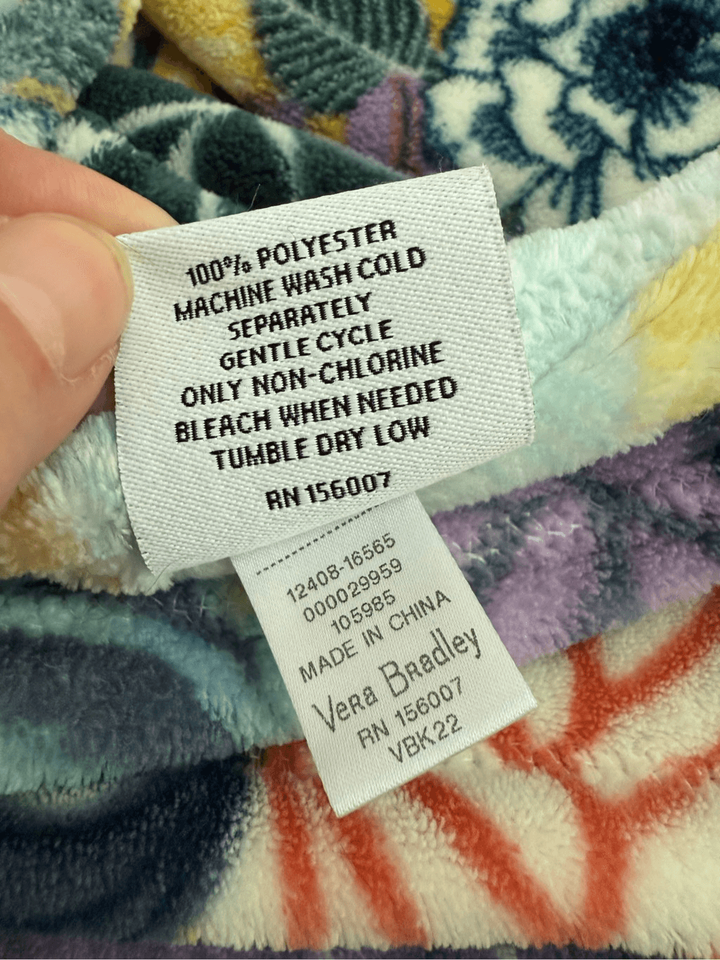 100% POLYESTER
MACHINE WASH COLD
SEPARATELY
GENTLE CYCLE
ONLY NON-CHLORINE
BLEACH WHEN NEEDED
TUMBLE DRY LOW
RN 156007
12408-16565
000029959
105985
MADE IN CHINA
Vera Bradley
RN 156007
VBK22